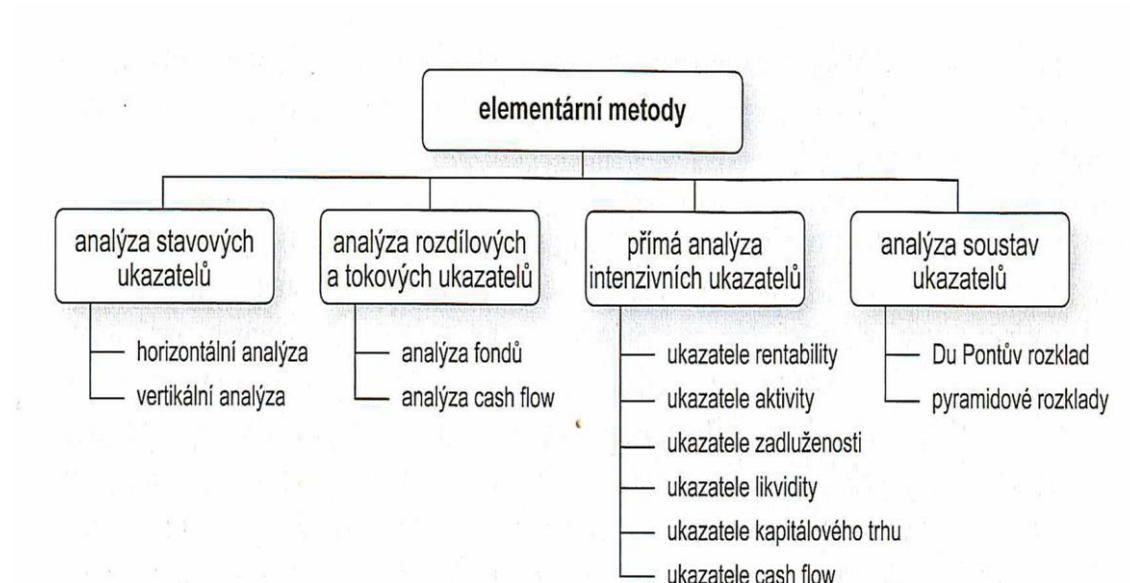 elementární metody
analýza stavových
ukazatelů
analýza rozdílových
a tokových ukazatelů
přímá analýza
intenzivních ukazatelů
analýza soustav
ukazatelů
horizontální analýza
vertikální analýza
analýza fondů
analýza cash flow
ukazatele rentability
ukazatele aktivity
ukazatele zadluženosti
ukazatele likvidity
ukazatele kapitálového trhu
ukazatele cash flow
Du Pontův rozklad
pyramidové rozklady